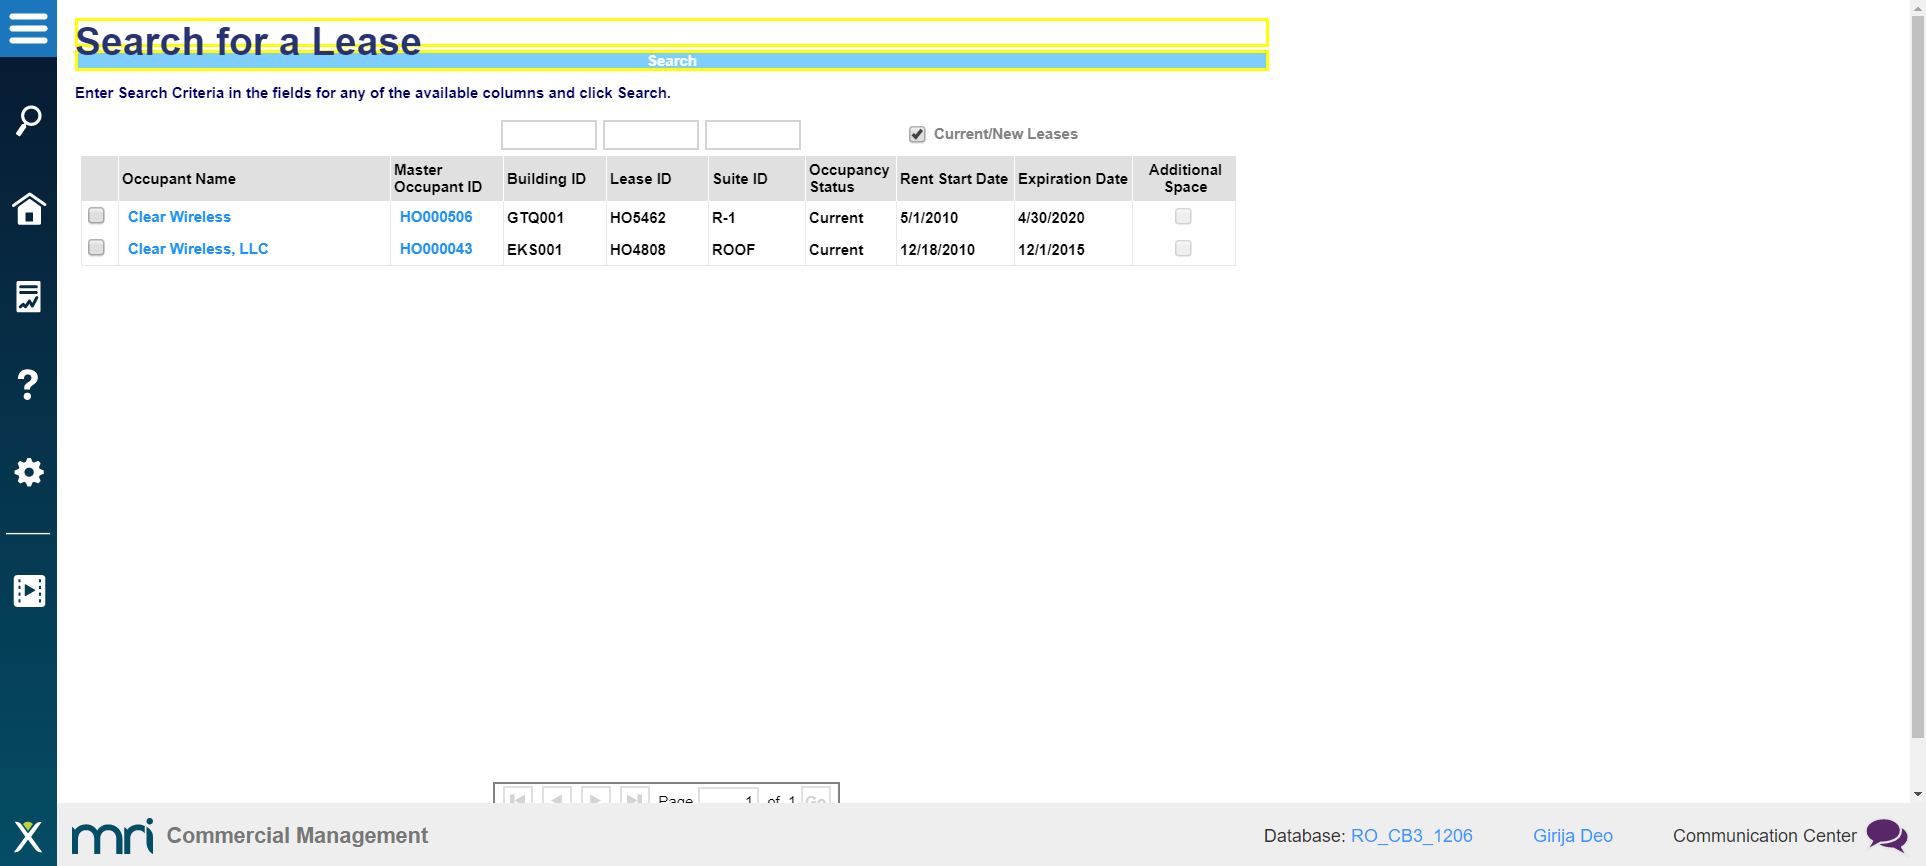 Search for a Lease
Search
Enter Search Criteria in the fields for any of the available columns and click Search.
Current/New Leases
Occupant Name Master Occupant ID Building ID Lease ID Suite ID Occupancy Status Rent Start Date Expiration Date Additional Space
Clear Wireless HO000506 GTQ001 HO5462 R-1 Current 5/1/2010 4/30/2020
Clear Wireless, LLC HO000043 EKS001 HO4808 ROOF Current 12/18/2010 12/1/2015
Page 1 of 1 Go
mri Commercial Management Database: RO_CB3_1206 Girija Deo Communication Center